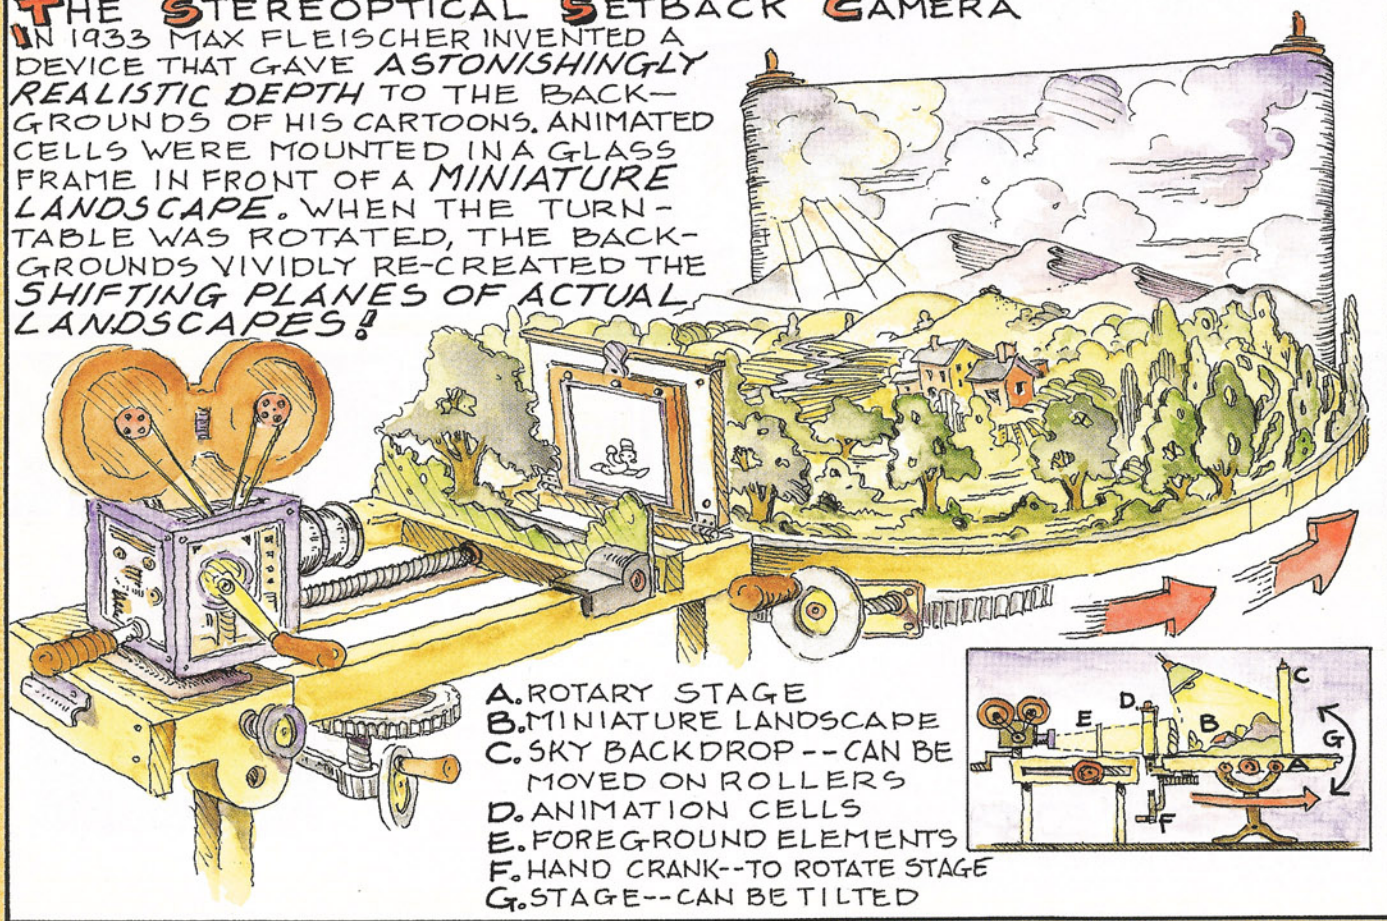 THE STEREOPTICAL SETBACK CAMERA
IN 1933 MAX FLEISCHER INVENTED A
DEVICE THAT GAVE ASTONISHINGLY
REALISTIC DEPTH TO THE BACK-
GROUNDS OF HIS CARTOONS. ANIMATED
CELLS WERE MOUNTED IN A GLASS
FRAME IN FRONT OF A MINIATURE
LANDSCAPE. WHEN THE TURN-
TABLE WAS ROTATED, THE BACK-
GROUNDS VIVIDLY RE-CREATED THE
SHIFTING PLANES OF ACTUAL
LANDSCAPES!
A. ROTARY STAGE
B. MINIATURE LANDSCAPE
C. SKY BACKDROP--CAN BE
MOVED ON ROLLERS
D. ANIMATION CELLS
E. FOREGROUND ELEMENTS
F. HAND CRANK--TO ROTATE STAGE
G. STAGE--CAN BE TILTED
C
D.
E
B
G
A
F